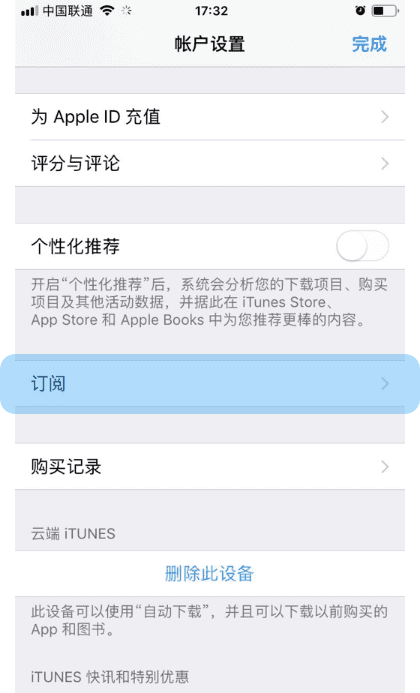 中国联通 17:32
帐户设置 完成
为 Apple ID 充值
评分与评论
个性化推荐
开启“个性化推荐”后，系统会分析您的下载项目、购买
项目及其他活动数据，并据此在 iTunes Store、
App Store 和 Apple Books 中为您推荐更棒的内容。
订阅
购买记录
云端 iTUNES
删除此设备
此设备可以使用“自动下载”，并且可以下载以前购买的
App 和图书。
iTUNES 快讯和特别优惠